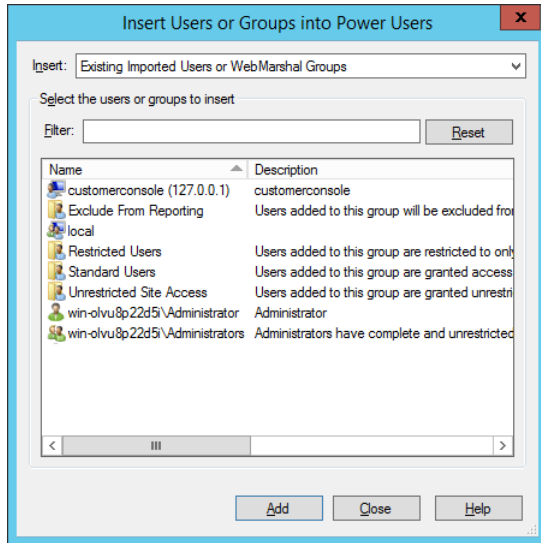 Insert Users or Groups into Power Users
x
Insert: Existing Imported Users or WebMarshal Groups
Select the users or groups to insert
Filter: Reset
Name Description
customerconsole (127.0.0.1) customerconsole
Exclude From Reporting Users added to this group will be excluded fror
local
Restricted Users Users added to this group are restricted to only
Standard Users Users added to this group are granted access
Unrestricted Site Access Users added to this group are granted unrestri
win-olvu8p22d5i\Administrator Administrator
win-olvu8p22d5i\Administrators Administrators have complete and unrestricted
Add Close Help